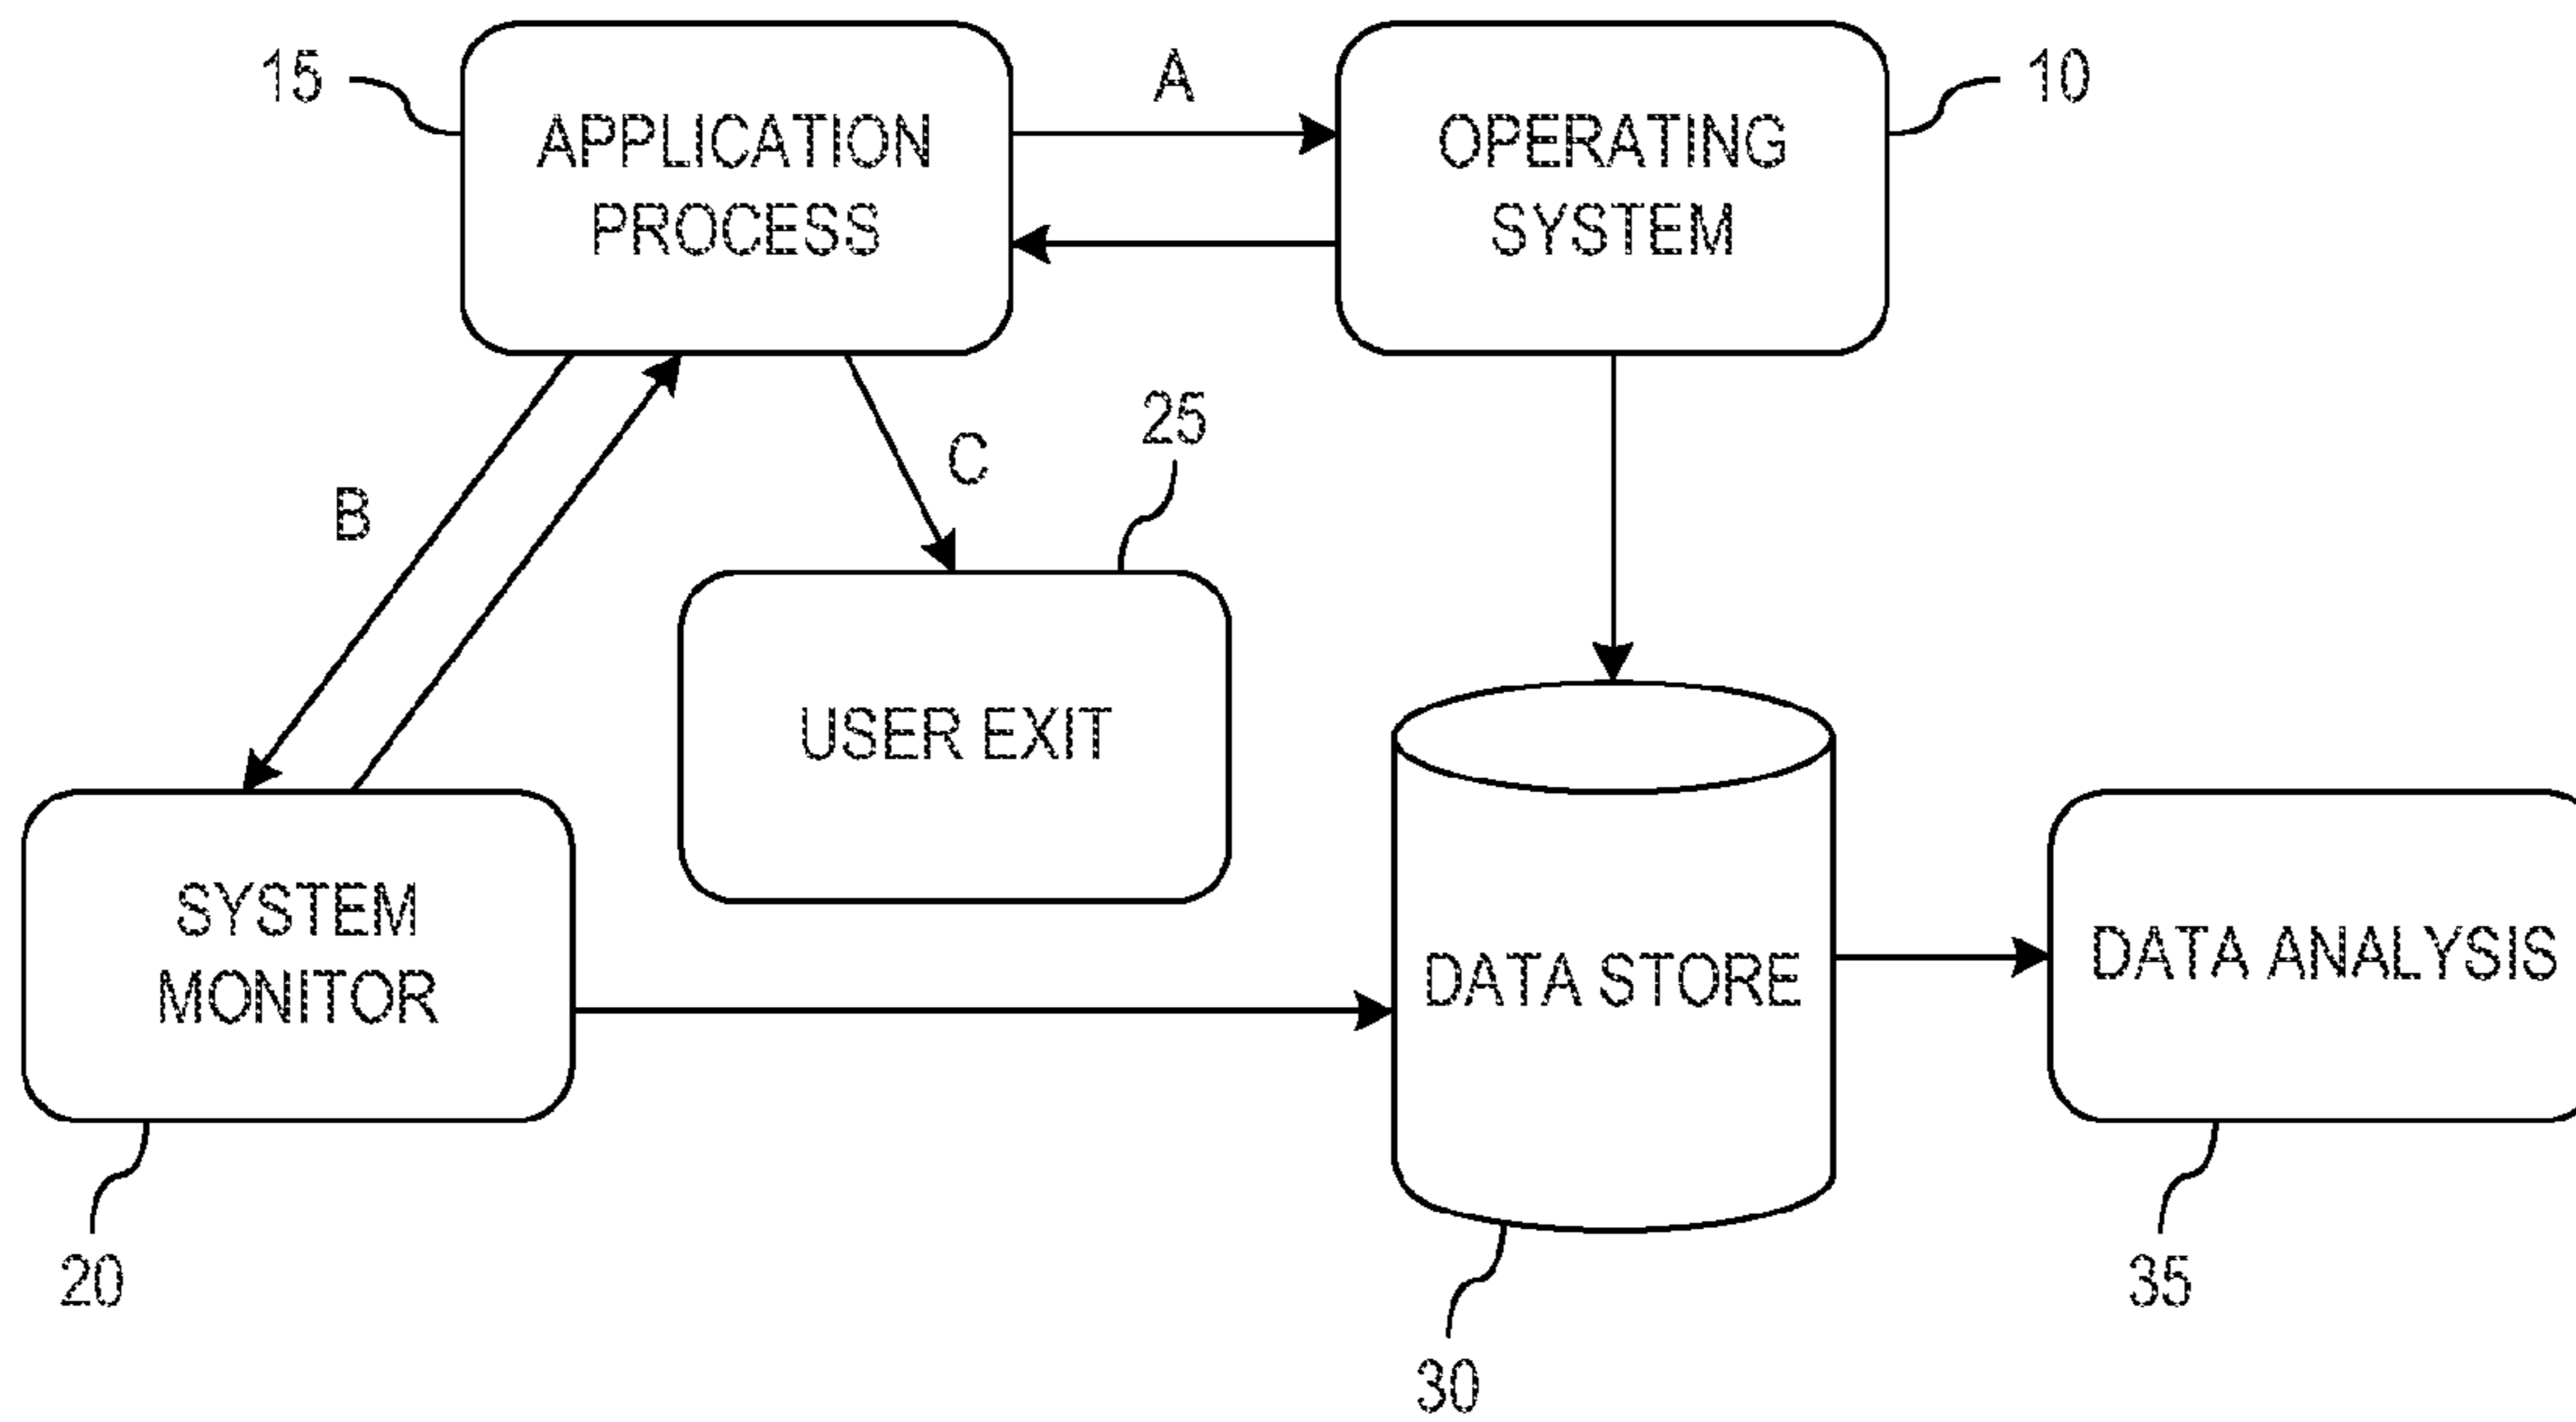 15
APPLICATION
PROCESS
A
OPERATING
SYSTEM
10
B
C
25
USER EXIT
SYSTEM
MONITOR
20
DATA STORE
30
DATA ANALYSIS
35